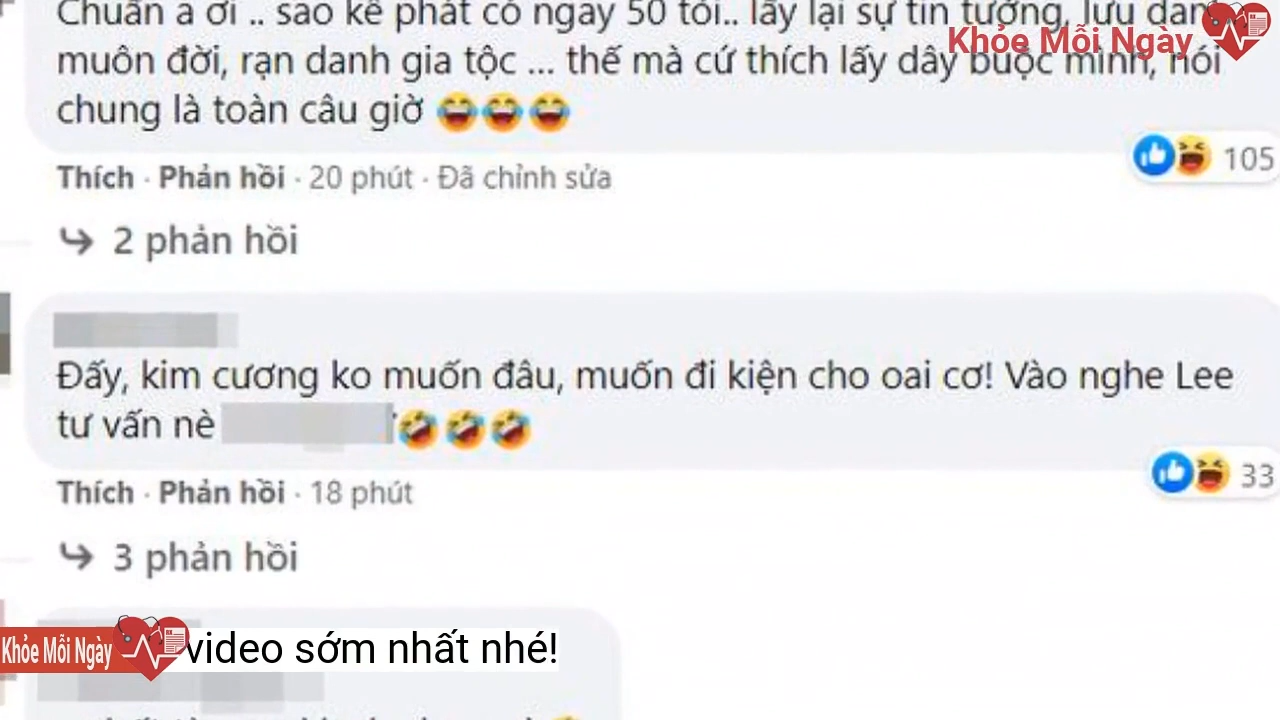 Chuẩn a ơi .. sao kê phát có ngay 50 tỏi.. lấy lại sự tin tưởng, lưu danh
Khỏe Mỗi Ngày
muôn đời, rạn danh gia tộc ... thế mà cứ thích lấy dây buộc mình, nói
chung là toàn câu giờ 😂😂😂
105
Thích · Phản hồi · 20 phút · Đã chỉnh sửa
2 phản hồi
Đấy, kim cương ko muốn đâu, muốn đi kiện cho oai cơ! Vào nghe Lee
tư vấn nè 🤣🤣🤣
33
Thích · Phản hồi · 18 phút
3 phản hồi
Khỏe Mỗi Ngày video sớm nhất nhé!